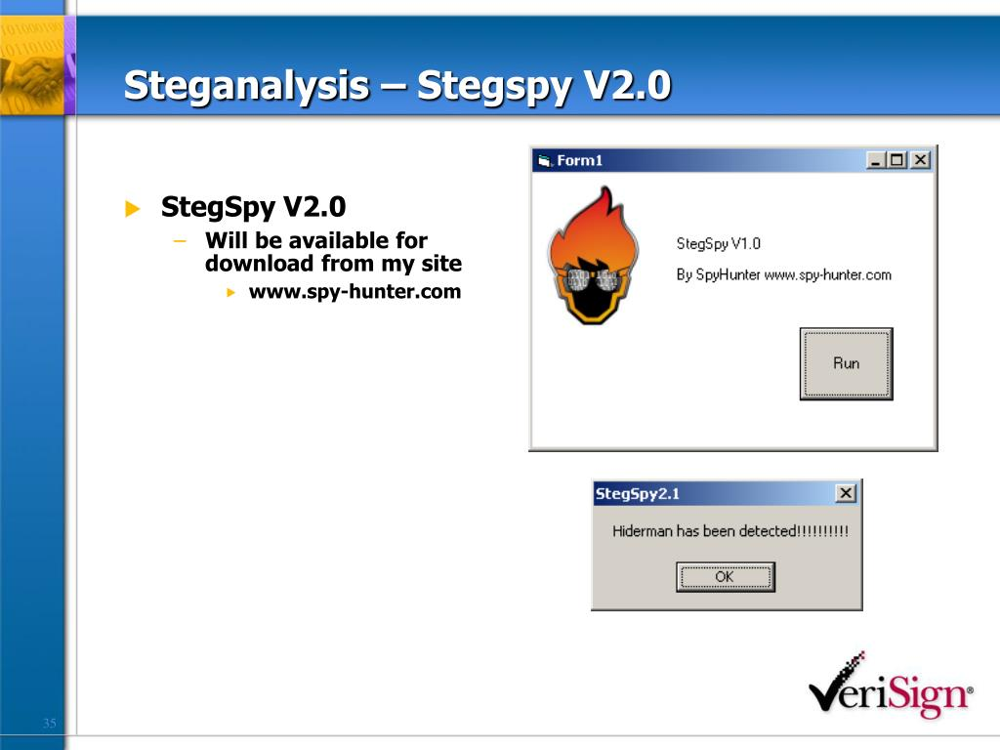 Steganalysis – Stegspy V2.0
StegSpy V2.0
– Will be available for
download from my site
www.spy-hunter.com
Form1
StegSpy V1.0
By SpyHunter www.spy-hunter.com
Run
StegSpy2.1
Hiderman has been detected!!!!!!!!!!
OK
VeriSign®
35